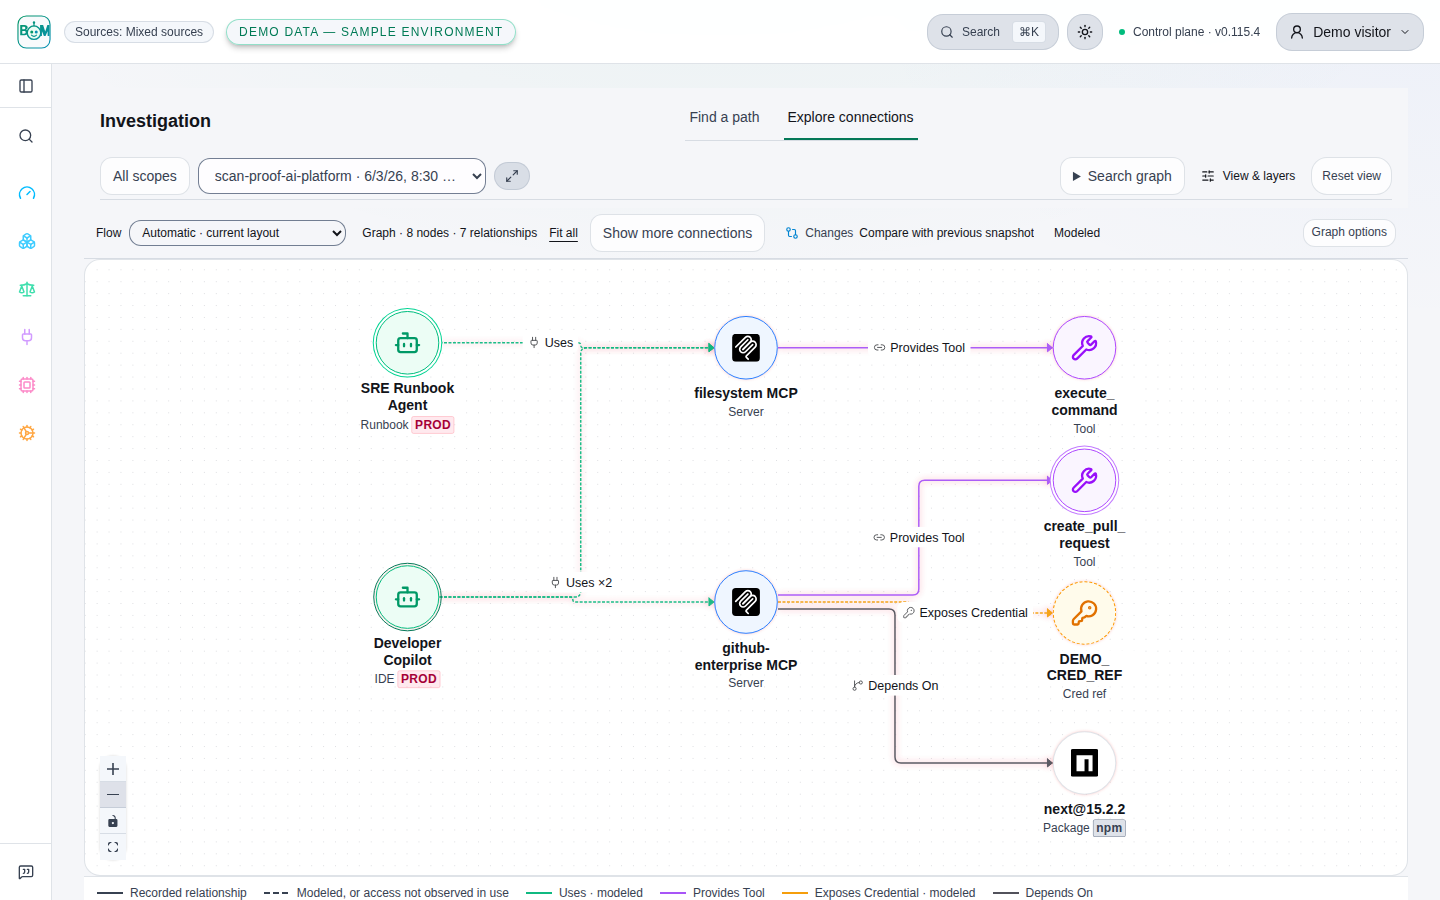 BOM
Sources: Mixed sources
DEMO DATA — SAMPLE ENVIRONMENT
Search ⌘K
Control plane · v0.115.4
Demo visitor
Investigation
Find a path
Explore connections
All scopes
scan-proof-ai-platform · 6/3/26, 8:30 ...
Search graph
View & layers
Reset view
Flow
Automatic · current layout
Graph · 8 nodes · 7 relationships
Fit all
Show more connections
Changes Compare with previous snapshot
Modeled
Graph options
SRE Runbook
Agent
Runbook PROD
Uses
filesystem MCP
Server
Provides Tool
execute_
command
Tool
create_pull_
request
Tool
Provides Tool
Developer
Copilot
IDE PROD
Uses ×2
github-
enterprise MCP
Server
Exposes Credential
DEMO_
CRED_REF
Cred ref
Depends On
next@15.2.2
Package npm
Recorded relationship
Modeled, or access not observed in use
Uses · modeled
Provides Tool
Exposes Credential · modeled
Depends On